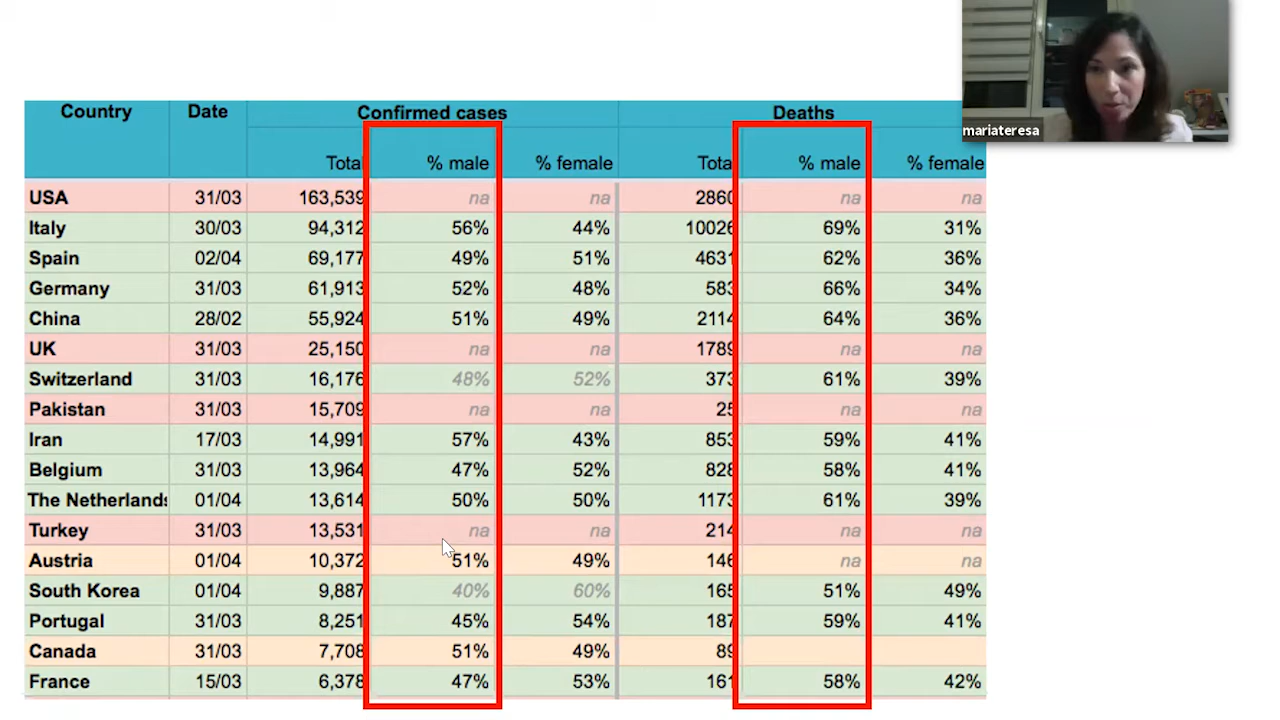 mariateresa
Country Date Confirmed cases Deaths
Total % male % female Total % male % female
USA 31/03 163,539 na na 2860 na na
Italy 30/03 94,312 56% 44% 10026 69% 31%
Spain 02/04 69,177 49% 51% 4631 62% 36%
Germany 31/03 61,913 52% 48% 583 66% 34%
China 28/02 55,924 51% 49% 2114 64% 36%
UK 31/03 25,150 na na 1789 na na
Switzerland 31/03 16,176 48% 52% 373 61% 39%
Pakistan 31/03 15,709 na na 25 na na
Iran 17/03 14,991 57% 43% 853 59% 41%
Belgium 31/03 13,964 47% 52% 828 58% 41%
The Netherlands 01/04 13,614 50% 50% 1173 61% 39%
Turkey 31/03 13,531 na na 214 na na
Austria 01/04 10,372 51% 49% 146 na na
South Korea 01/04 9,887 40% 60% 165 51% 49%
Portugal 31/03 8,251 45% 54% 187 59% 41%
Canada 31/03 7,708 51% 49% 89
France 15/03 6,378 47% 53% 161 58% 42%